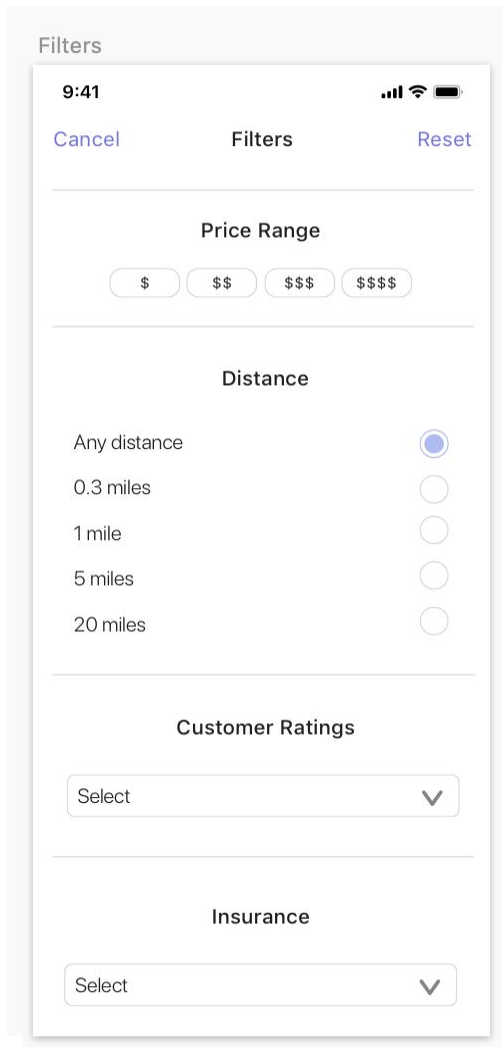 Filters
9:41
Cancel Filters Reset
Price Range
$ $$ $$$ $$$$
Distance
Any distance
0.3 miles
1 mile
5 miles
20 miles
Customer Ratings
Select
Insurance
Select